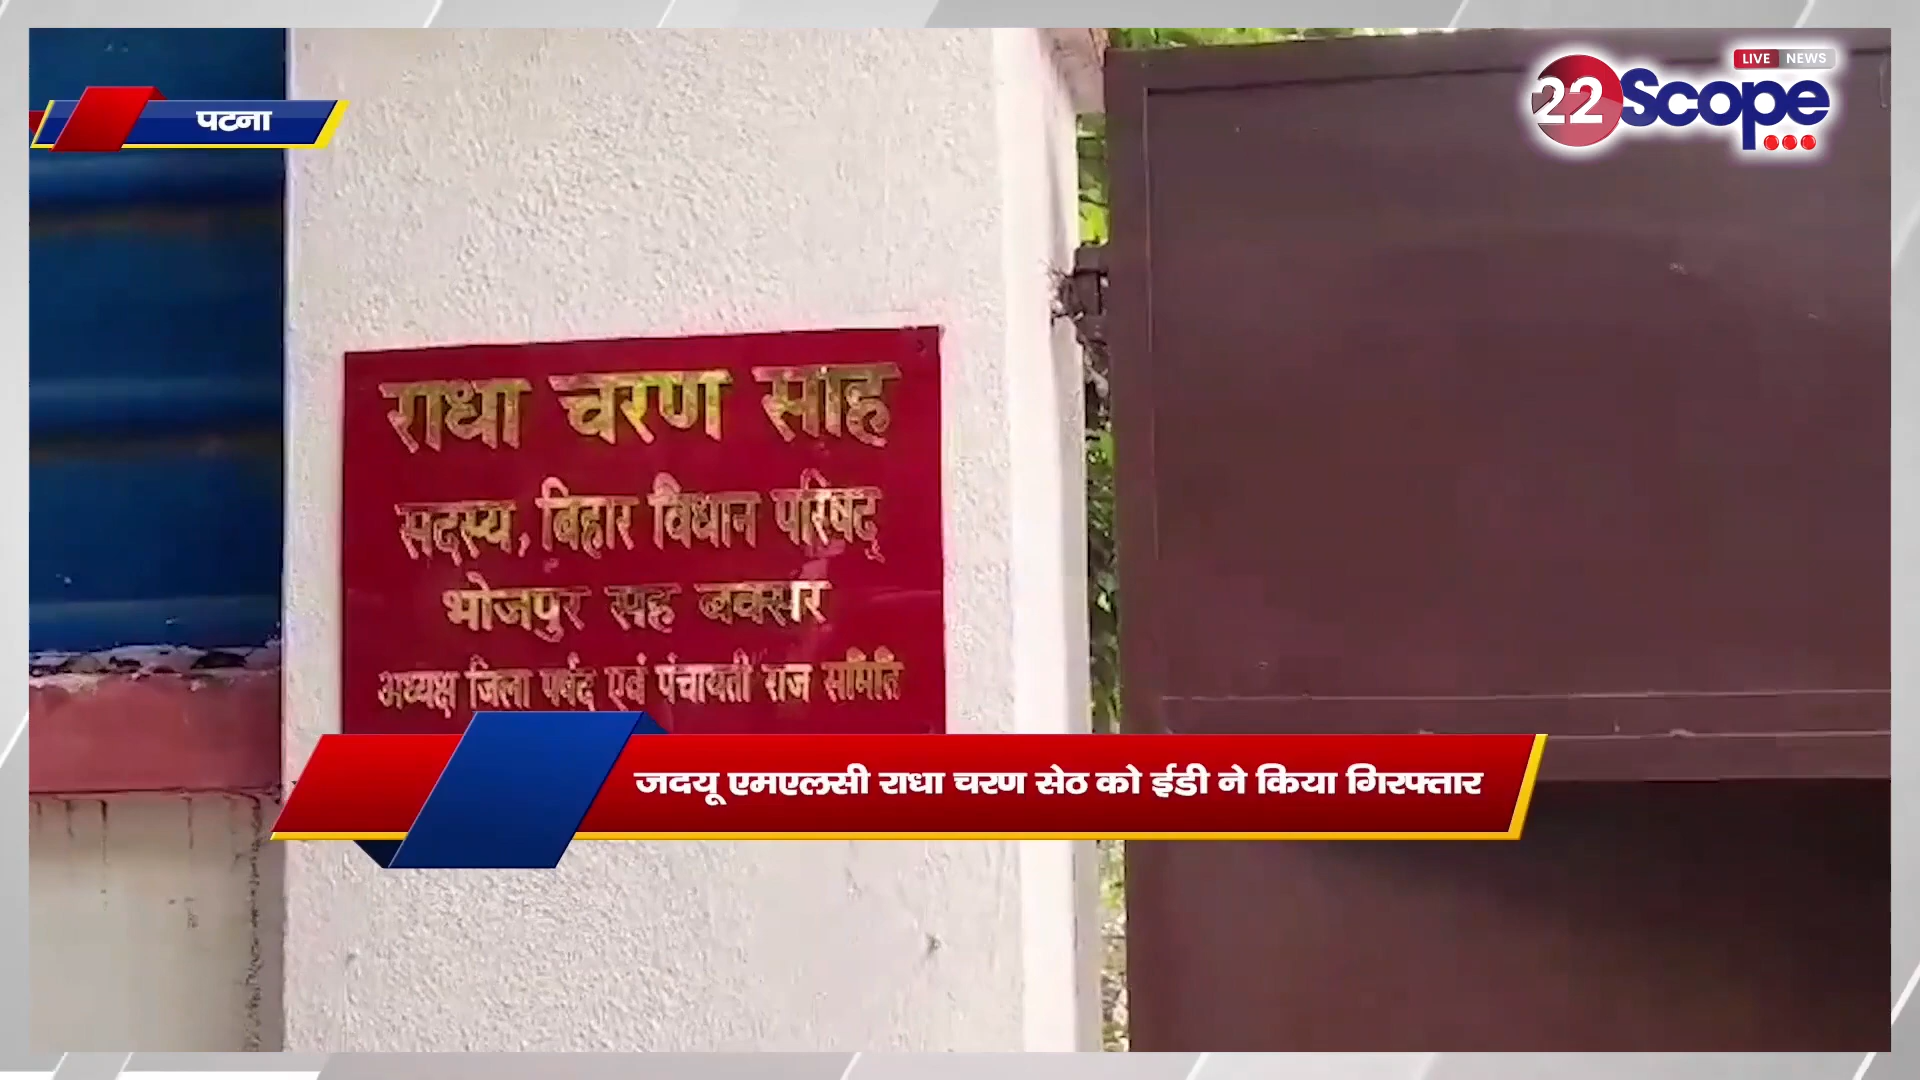 LIVE NEWS
22Scope
पटना
राधा चरण साह
सदस्य, बिहार विधान परिषद्
भोजपुर सह बक्सर
अध्यक्ष जिला पर्षद एवं पंचायती राज समिति
जदयू एमएलसी राधा चरण सेठ को ईडी ने किया गिरफ्तार